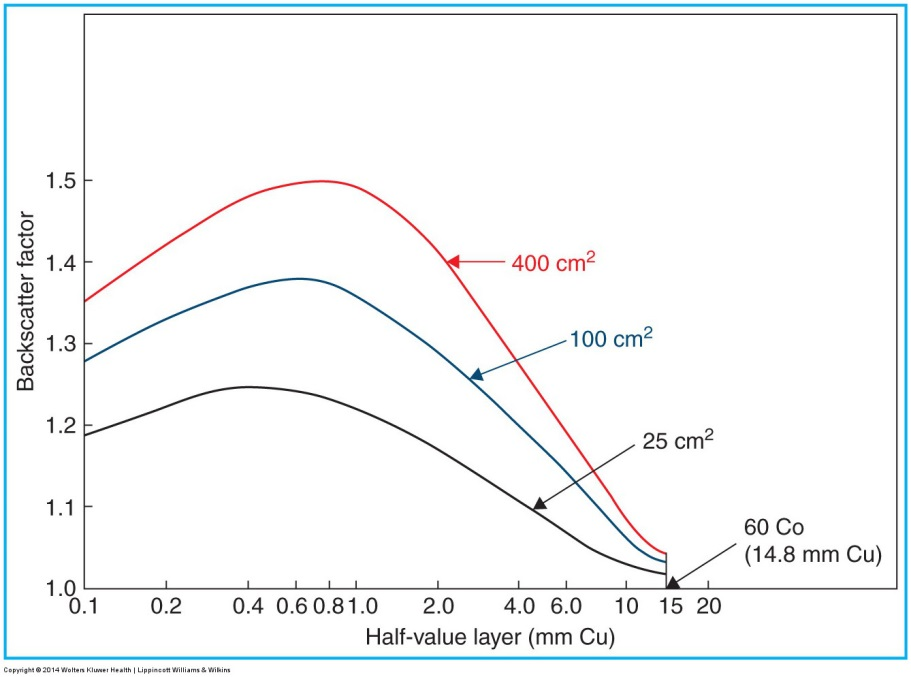 1.5
1.4
1.3
1.2
1.1
1.0
Backscatter factor
400 cm²
100 cm²
25 cm²
60 Co
(14.8 mm Cu)
0.1 0.2 0.4 0.6 0.8 1.0 2.0 4.0 6.0 10 15 20
Half-value layer (mm Cu)
Copyright © 2014 Wolters Kluwer Health | Lippincott Williams & Wilkins